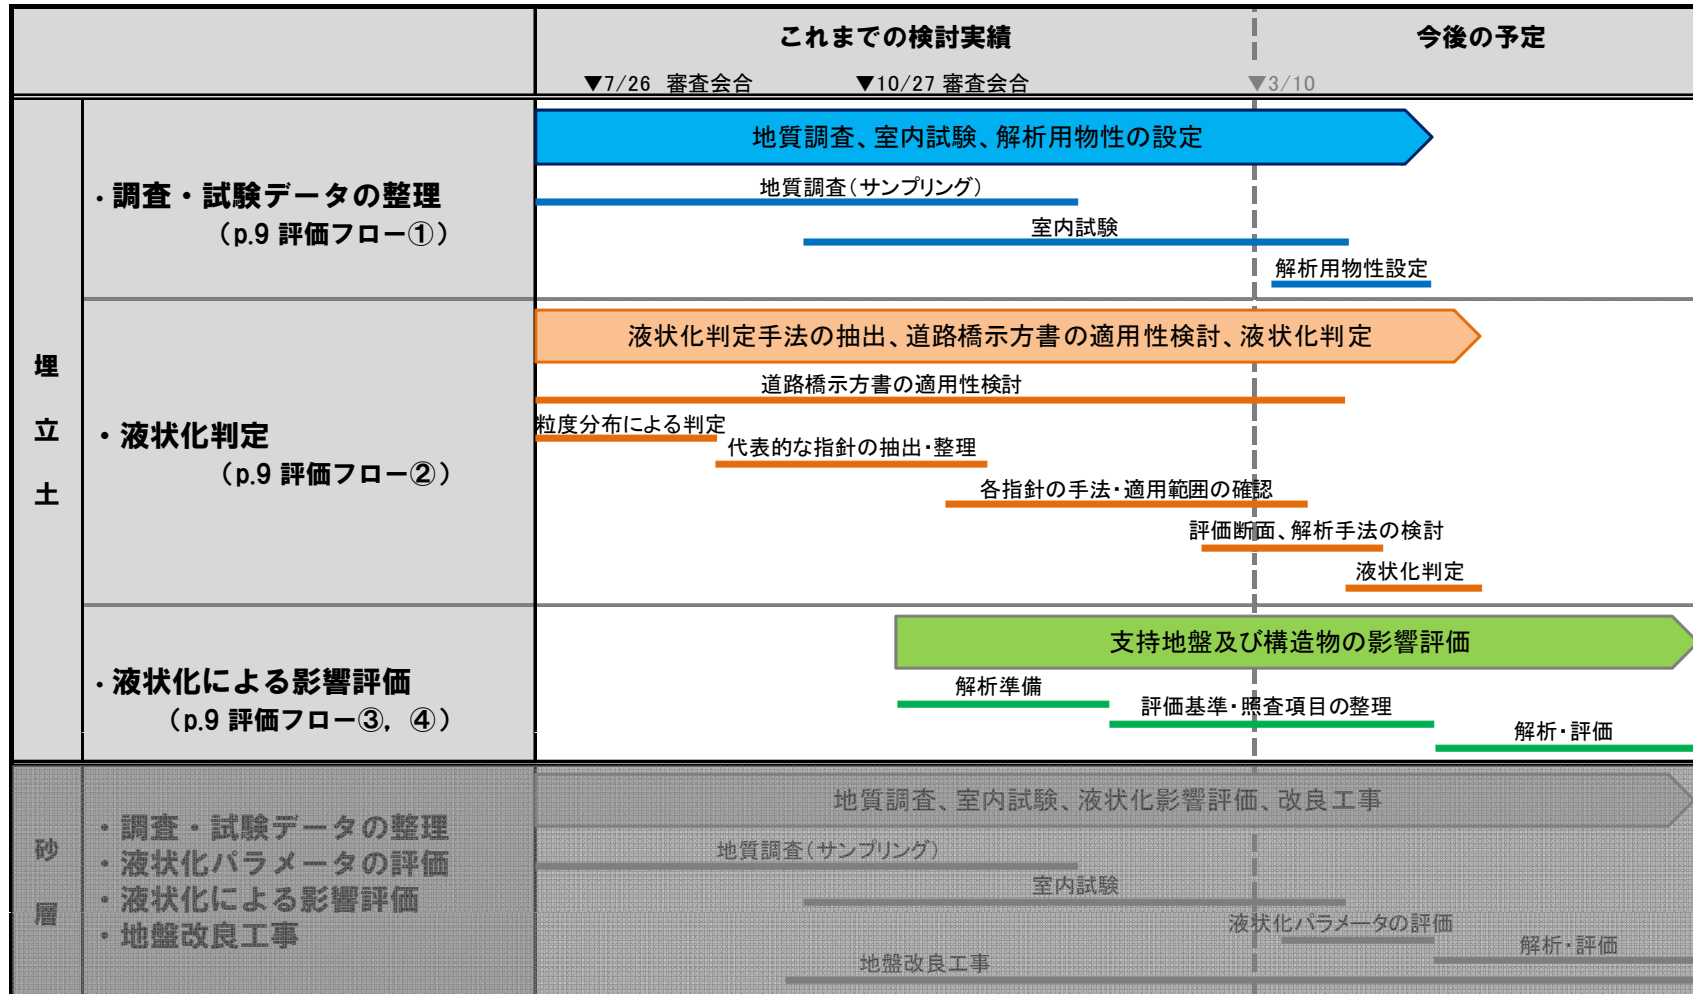 これまでの検討実績
今後の予定
▼7/26 審査会合
▼10/27 審査会合
▼3/10
埋立土
・調査・試験データの整理
（p.9 評価フロー①）
地質調査、室内試験、解析用物性の設定
地質調査（サンプリング）
室内試験
解析用物性設定
・液状化判定
（p.9 評価フロー②）
液状化判定手法の抽出、道路橋示方書の適用性検討、液状化判定
道路橋示方書の適用性検討
粒度分布による判定
代表的な指針の抽出・整理
各指針の手法・適用範囲の確認
評価断面、解析手法の検討
液状化判定
・液状化による影響評価
（p.9 評価フロー③，④）
支持地盤及び構造物の影響評価
解析準備
評価基準・照査項目の整理
解析・評価
砂層
・調査・試験データの整理
・液状化パラメータの評価
・液状化による影響評価
・地盤改良工事
地質調査、室内試験、液状化影響評価、改良工事
地質調査（サンプリング）
室内試験
液状化パラメータの評価
解析・評価
地盤改良工事